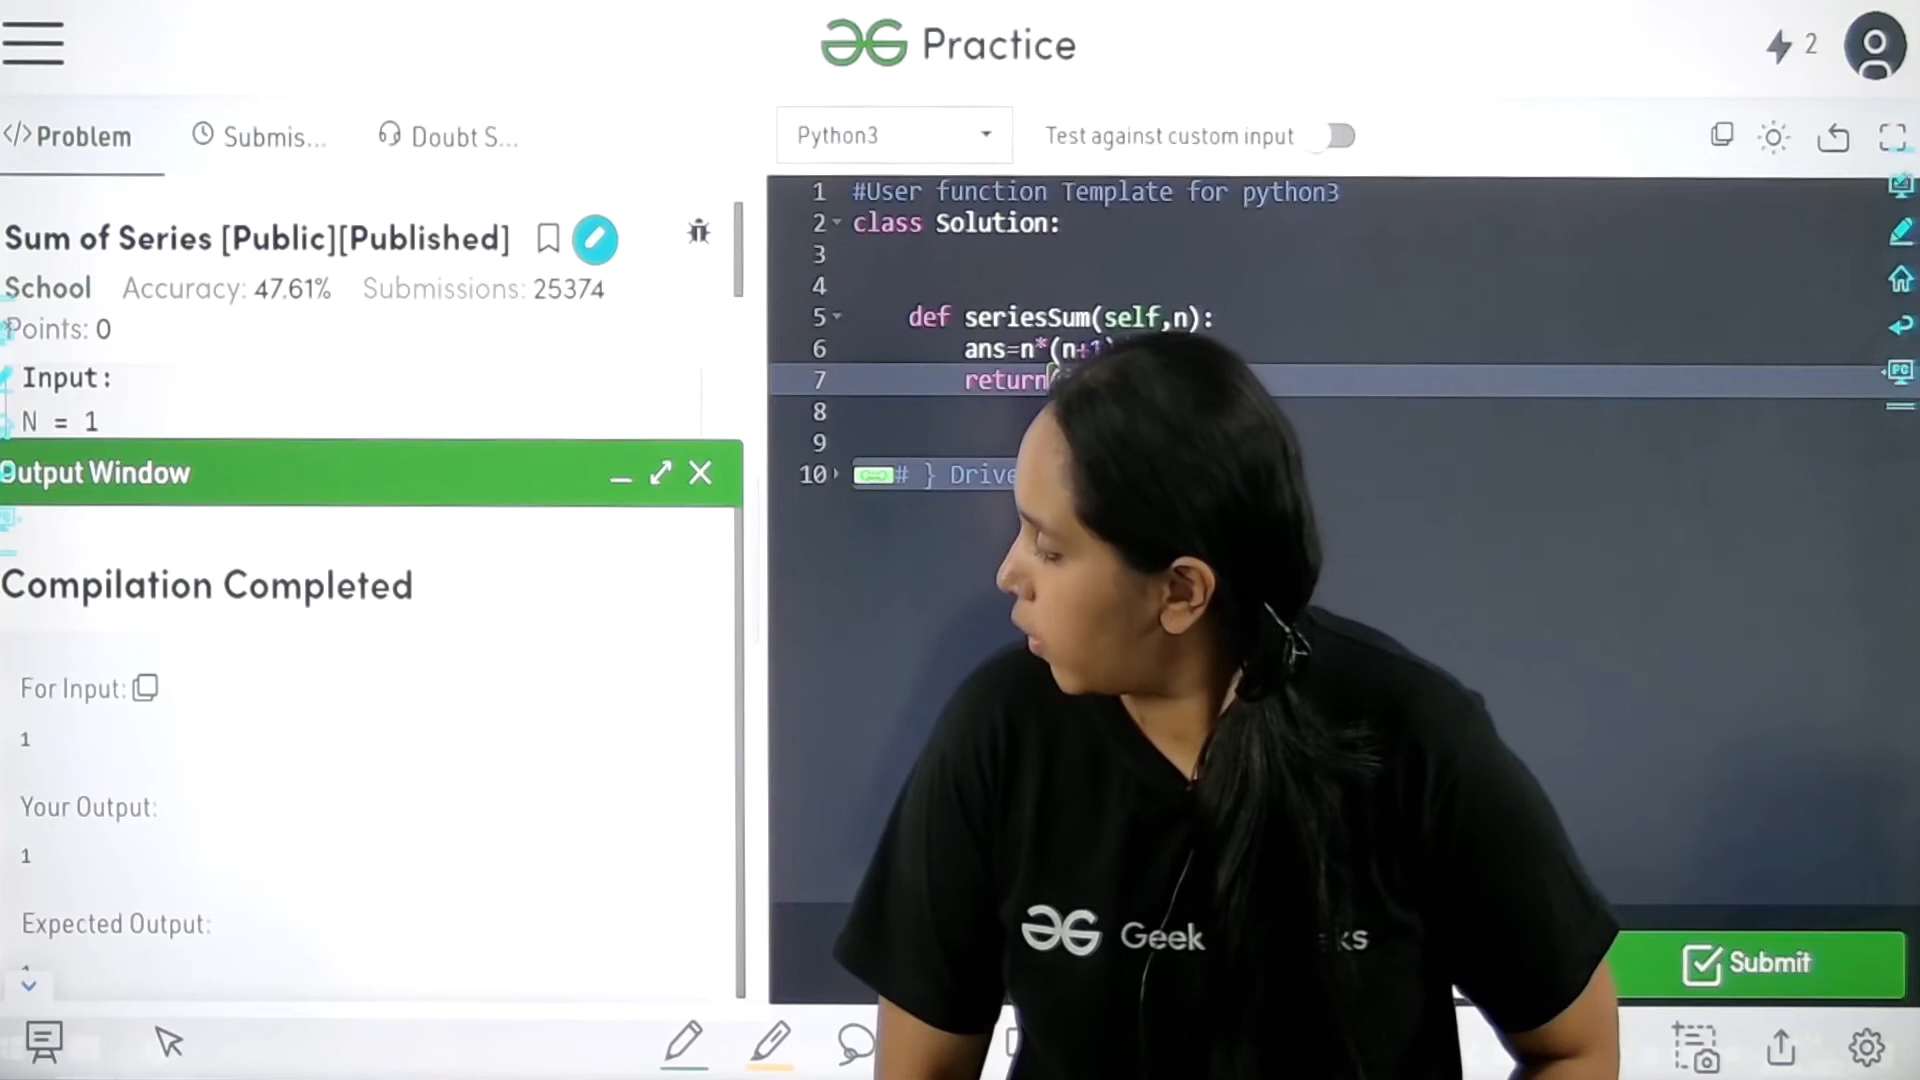 Practice
2
</> Problem
Submis...
Doubt S...
Python3
Test against custom input
Sum of Series [Public][Published]
School Accuracy: 47.61% Submissions: 25374
Points: 0
Input:
N = 1
Output Window
Compilation Completed
For Input:
1
Your Output:
1
Expected Output:
1 #User function Template for python3
2 class Solution:
3
4
5 def seriesSum(self,n):
6 ans=n*(n+1)
7 return(
8
9
10 # } Drive
Submit
PC
Geek ks